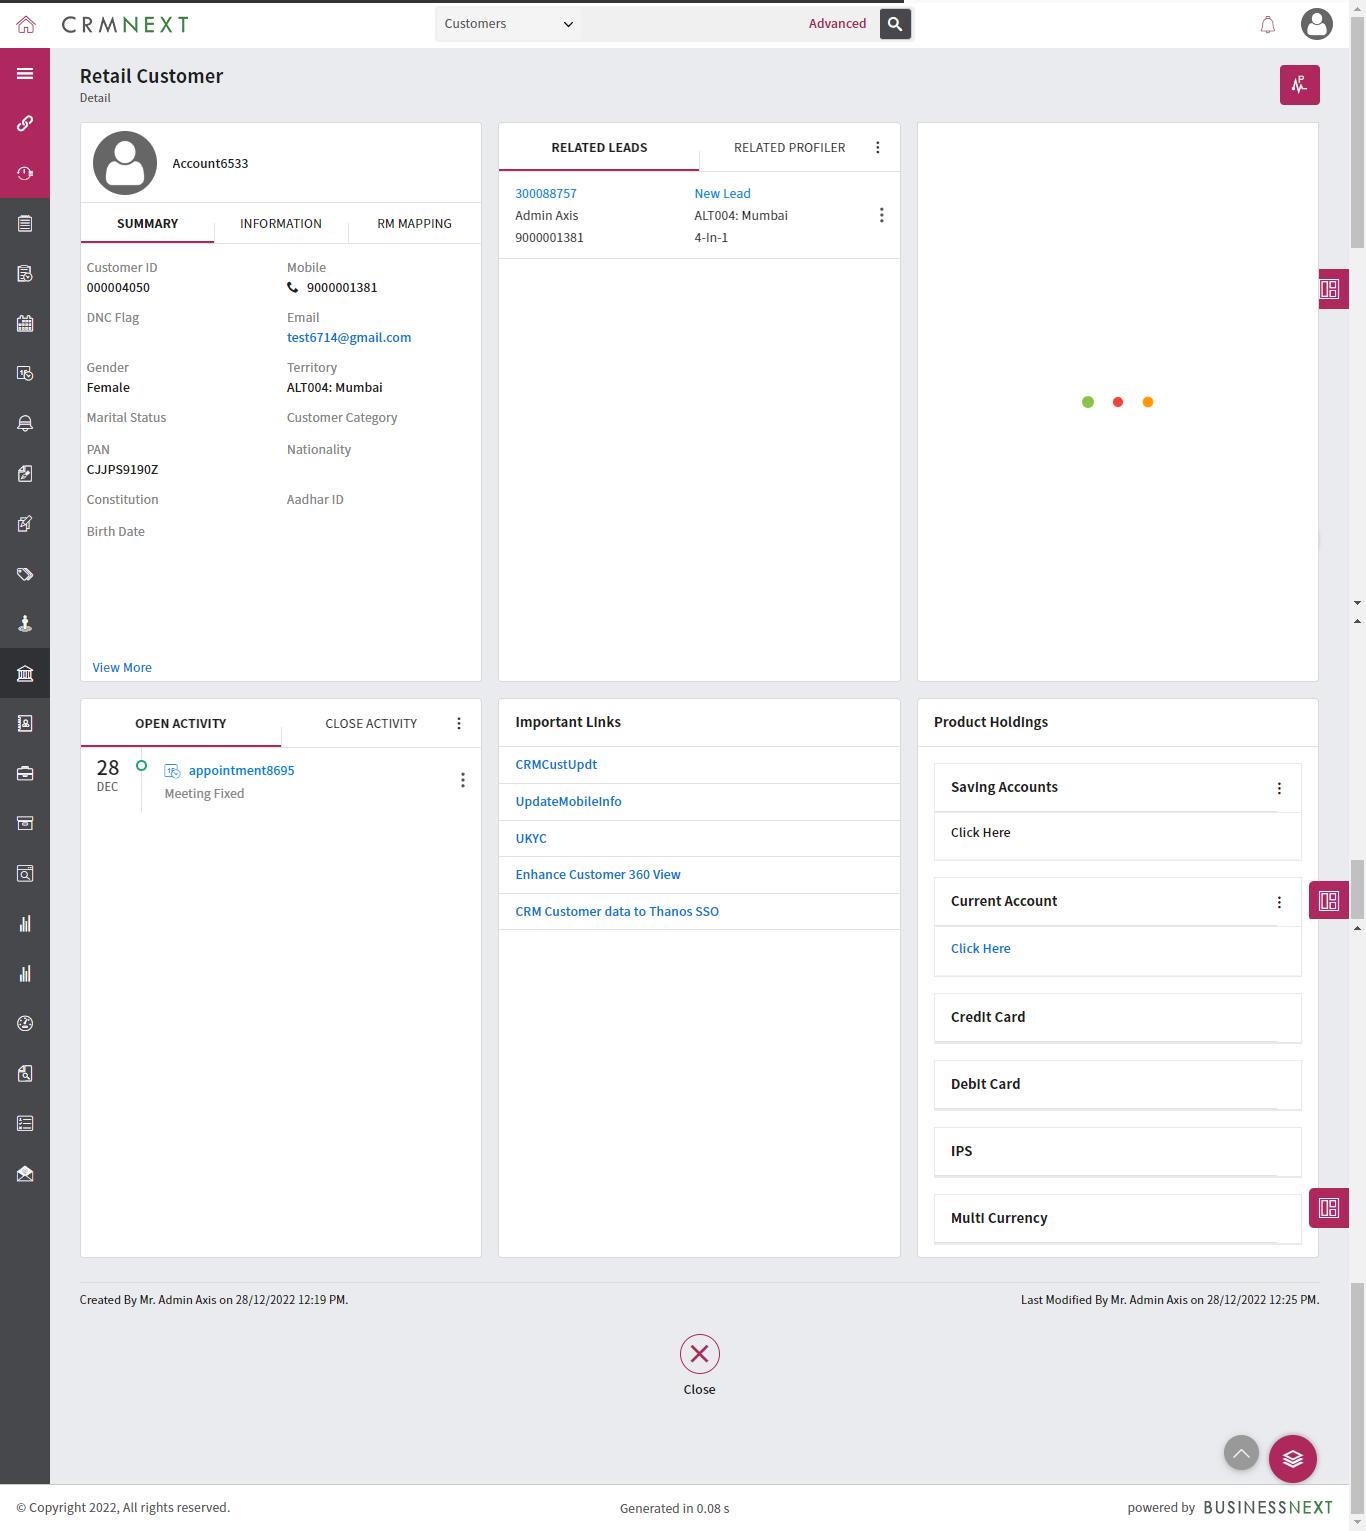 CRMNEXT
Customers
Advanced
Retail Customer
Detail
Account6533
SUMMARY
INFORMATION
RM MAPPING
Customer ID
000004050
Mobile
9000001381
DNC Flag
Email
test6714@gmail.com
Gender
Female
Territory
ALT004: Mumbai
Marital Status
Customer Category
PAN
CJJPS9190Z
Nationality
Constitution
Aadhar ID
Birth Date
View More
RELATED LEADS
RELATED PROFILER
300088757
New Lead
Admin Axis
ALT004: Mumbai
9000001381
4-In-1
OPEN ACTIVITY
CLOSE ACTIVITY
28
DEC
appointment8695
Meeting Fixed
Important Links
CRMCustUpdt
UpdateMobileInfo
UKYC
Enhance Customer 360 View
CRM Customer data to Thanos SSO
Product Holdings
Saving Accounts
Click Here
Current Account
Click Here
Credit Card
Debit Card
IPS
Multi Currency
Created By Mr. Admin Axis on 28/12/2022 12:19 PM.
Last Modified By Mr. Admin Axis on 28/12/2022 12:25 PM.
Close
© Copyright 2022, All rights reserved.
Generated in 0.08 s
powered by BUSINESSNEXT